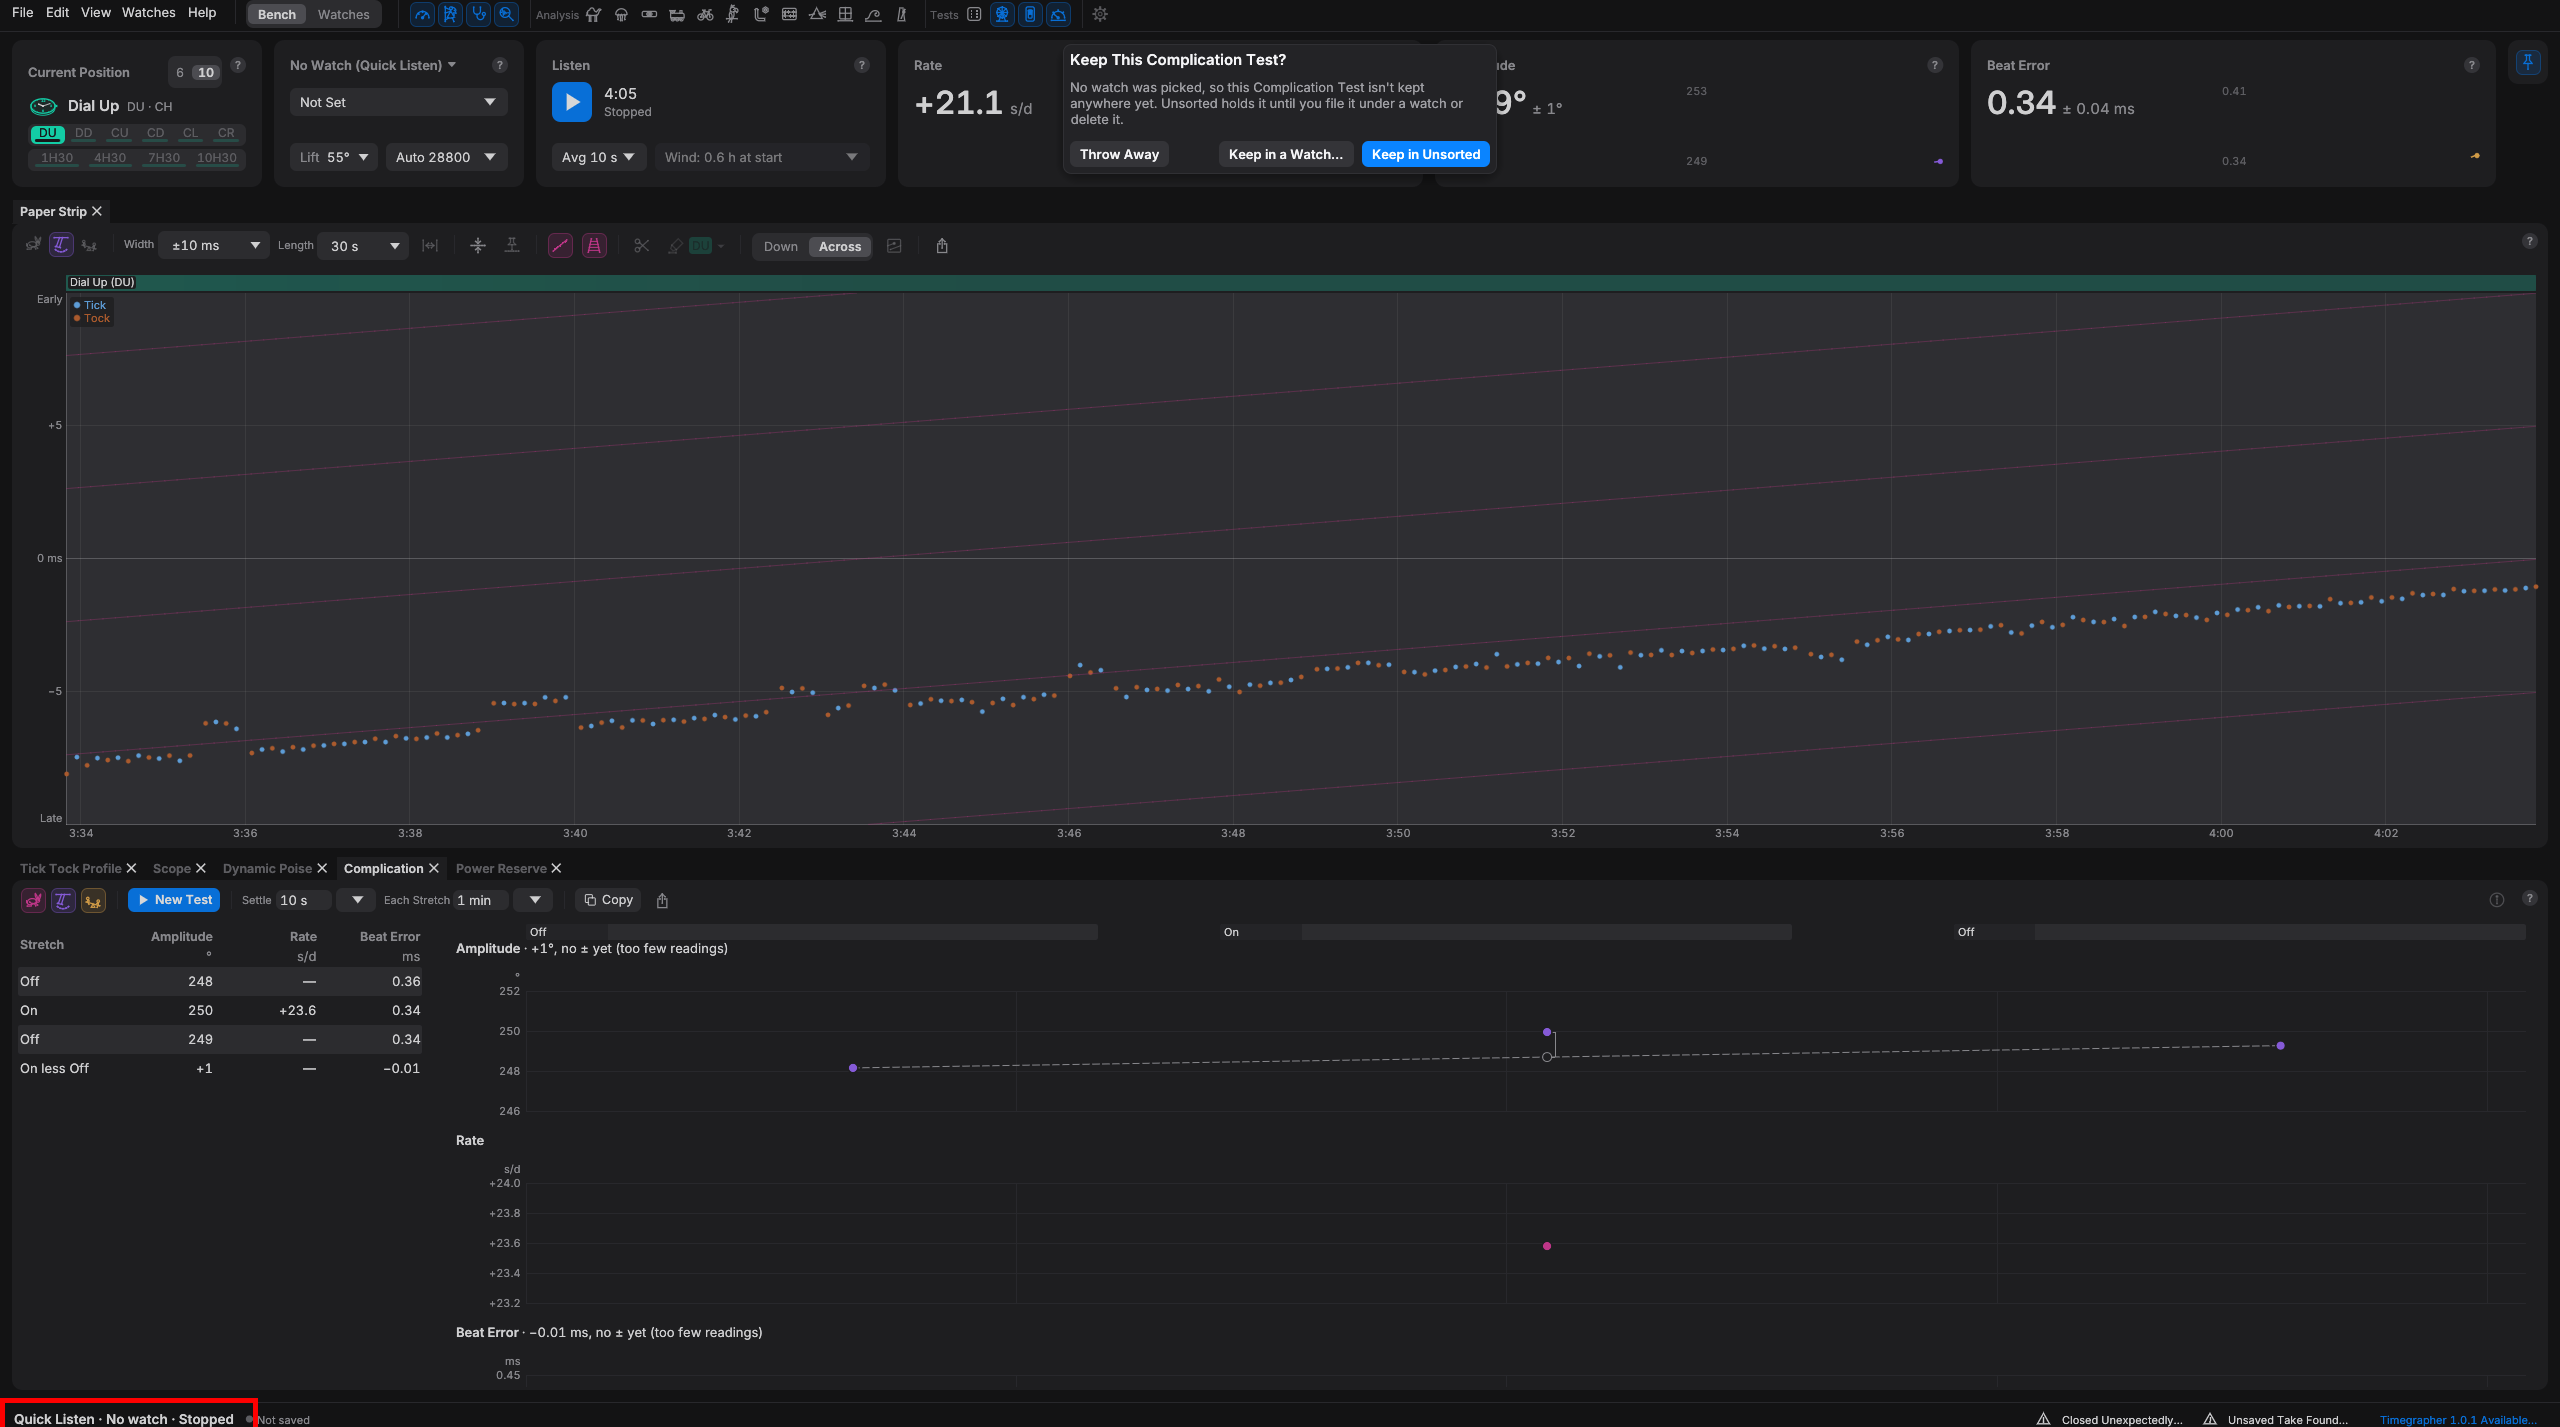 File Edit View Watches Help Bench Watches Analysis Tests
Current Position 6 10 ?
Dial Up DU · CH
DU DD CU CD CL CR
1H30 4H30 7H30 10H30
No Watch (Quick Listen) ?
Not Set
Lift 55° Auto 28800
Listen ?
4:05
Stopped
Avg 10 s Wind: 0.6 h at start
Rate
+21.1 s/d
Keep This Complication Test?
No watch was picked, so this Complication Test isn't kept
anywhere yet. Unsorted holds it until you file it under a watch or
delete it.
Throw Away Keep in a Watch... Keep in Unsorted
de ?
9° ± 1°
253
249
Beat Error ?
0.34 ± 0.04 ms
0.41
0.34
Paper Strip
Width ±10 ms Length 30 s DU Down Across ?
Dial Up (DU)
Tick
Tock
Early
+5
0 ms
−5
Late
3:34 3:36 3:38 3:40 3:42 3:44 3:46 3:48 3:50 3:52 3:54 3:56 3:58 4:00 4:02
Tick Tock Profile Scope Dynamic Poise Complication Power Reserve
New Test Settle 10 s Each Stretch 1 min Copy ?
Stretch Amplitude Rate Beat Error
° s/d ms
Off 248 — 0.36
On 250 +23.6 0.34
Off 249 — 0.34
On less Off +1 — −0.01
Off On Off
Amplitude · +1°, no ± yet (too few readings)
°
252
250
248
246
Rate
s/d
+24.0
+23.8
+23.6
+23.4
+23.2
Beat Error · −0.01 ms, no ± yet (too few readings)
ms
0.45
Quick Listen · No watch · Stopped Not saved Closed Unexpectedly... Unsaved Take Found... Timegrapher 1.0.1 Available...